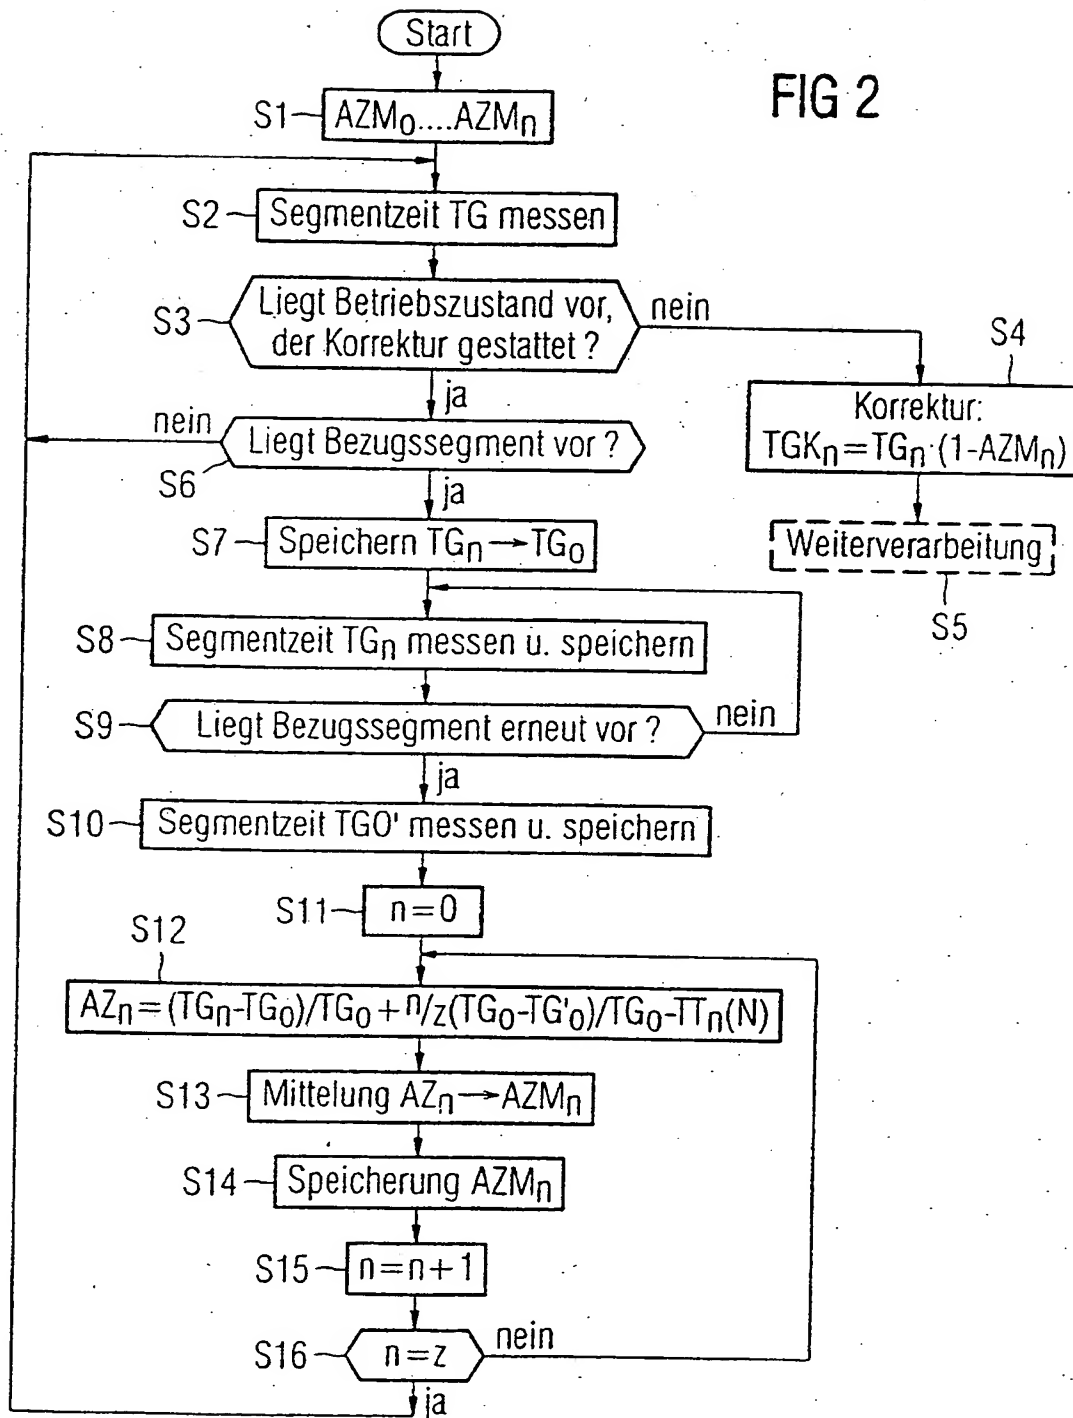 Start
FIG 2
S1
AZM₀....AZMₙ
S2
Segmentzeit TG messen
S3
Liegt Betriebszustand vor,
der Korrektur gestattet ?
nein
ja
S4
Korrektur:
TGKₙ=TGₙ·(1-AZMₙ)
Weiterverarbeitung
S5
nein
Liegt Bezugssegment vor ?
S6
ja
S7
Speichern TGₙ→TG₀
S8
Segmentzeit TGₙ messen u. speichern
S9
Liegt Bezugssegment erneut vor ?
nein
ja
S10
Segmentzeit TGO' messen u. speichern
S11
n=0
S12
AZₙ=(TGₙ-TG₀)/TG₀+ⁿ/z(TG₀-TG'₀)/TG₀-TTₙ(N)
S13
Mittelung AZₙ→AZMₙ
S14
Speicherung AZMₙ
S15
n=n+1
S16
n=z
nein
ja